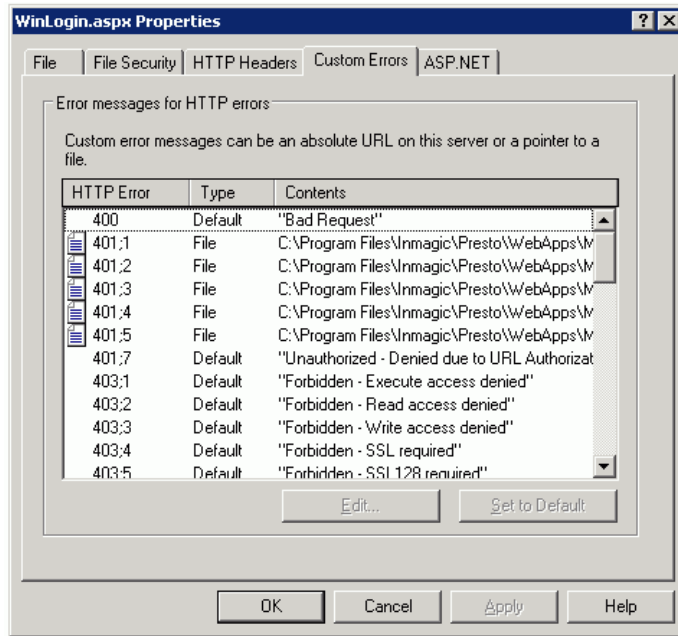 WinLogin.aspx Properties
File File Security HTTP Headers Custom Errors ASP.NET
Error messages for HTTP errors
Custom error messages can be an absolute URL on this server or a pointer to a
file.
HTTP Error Type Contents
400 Default "Bad Request"
401;1 File C:\Program Files\Inmagic\Presto\WebApps\M
401;2 File C:\Program Files\Inmagic\Presto\WebApps\M
401;3 File C:\Program Files\Inmagic\Presto\WebApps\M
401;4 File C:\Program Files\Inmagic\Presto\WebApps\M
401;5 File C:\Program Files\Inmagic\Presto\WebApps\M
401;7 Default "Unauthorized - Denied due to URL Authorizat
403;1 Default "Forbidden - Execute access denied"
403;2 Default "Forbidden - Read access denied"
403;3 Default "Forbidden - Write access denied"
403;4 Default "Forbidden - SSL required"
403;5 Default "Forbidden - SSL128 required"
Edit... Set to Default
OK Cancel Apply Help